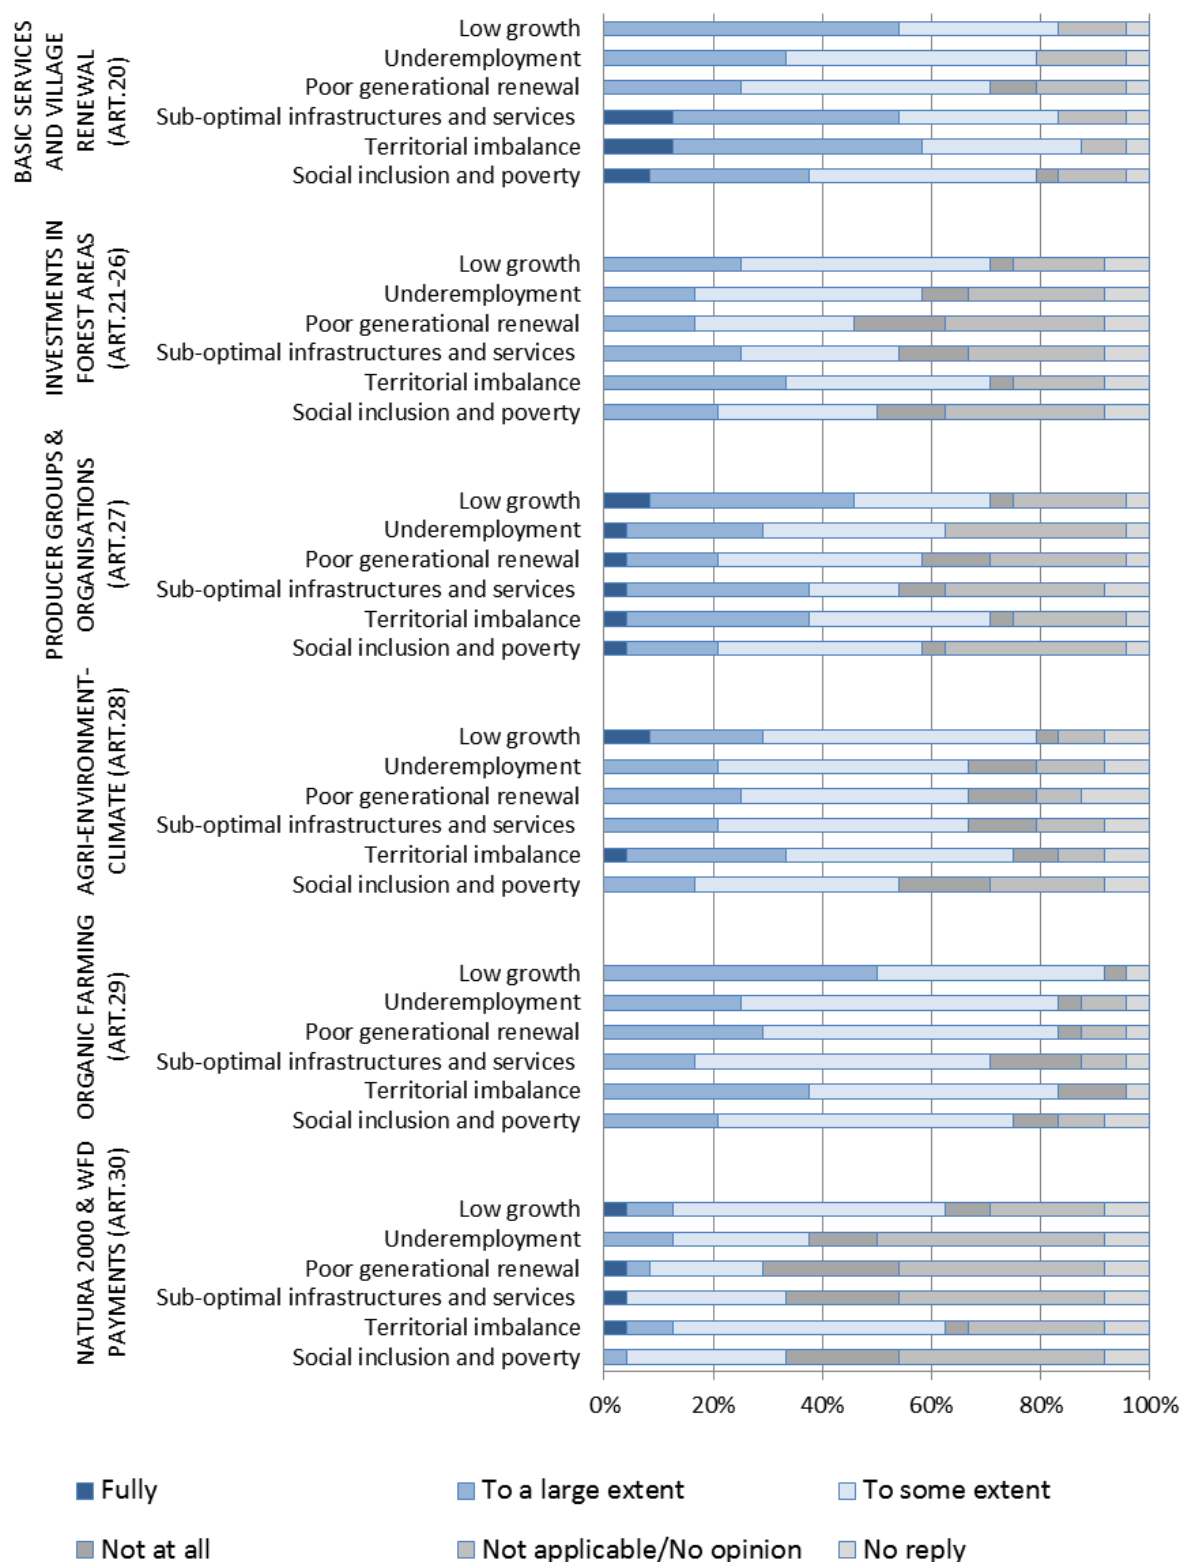 BASIC SERVICES
AND VILLAGE
RENEWAL
(ART.20)
Low growth
Underemployment
Poor generational renewal
Sub-optimal infrastructures and services
Territorial imbalance
Social inclusion and poverty
INVESTMENTS IN
FOREST AREAS
(ART.21-26)
Low growth
Underemployment
Poor generational renewal
Sub-optimal infrastructures and services
Territorial imbalance
Social inclusion and poverty
PRODUCER GROUPS &
ORGANISATIONS
(ART.27)
Low growth
Underemployment
Poor generational renewal
Sub-optimal infrastructures and services
Territorial imbalance
Social inclusion and poverty
AGRI-ENVIRONMENT-
CLIMATE (ART.28)
Low growth
Underemployment
Poor generational renewal
Sub-optimal infrastructures and services
Territorial imbalance
Social inclusion and poverty
ORGANIC FARMING
(ART.29)
Low growth
Underemployment
Poor generational renewal
Sub-optimal infrastructures and services
Territorial imbalance
Social inclusion and poverty
NATURA 2000 & WFD
PAYMENTS (ART.30)
Low growth
Underemployment
Poor generational renewal
Sub-optimal infrastructures and services
Territorial imbalance
Social inclusion and poverty
0% 20% 40% 60% 80% 100%
Fully To a large extent To some extent
Not at all Not applicable/No opinion No reply